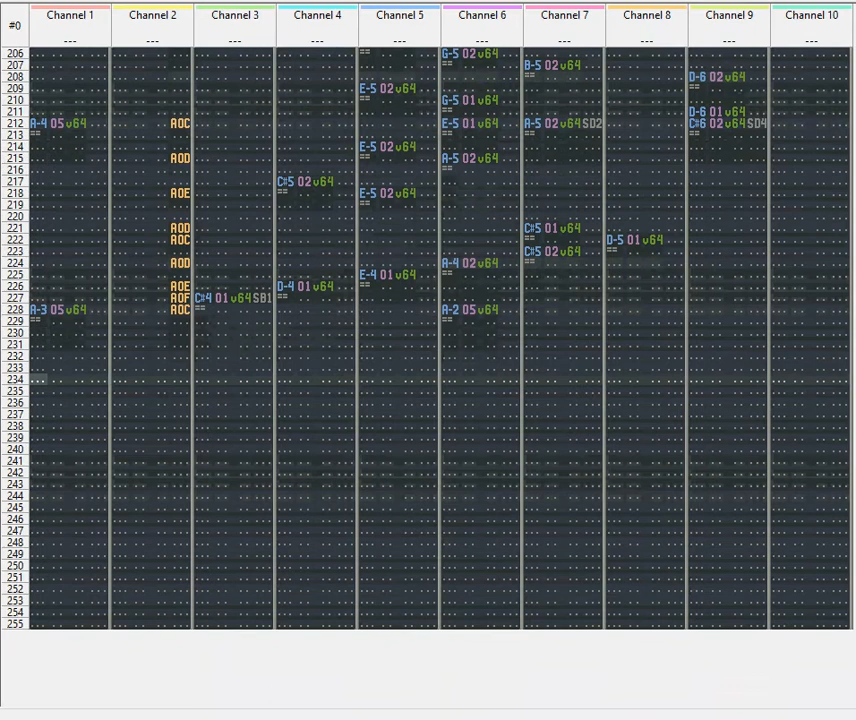 #0 Channel 1 Channel 2 Channel 3 Channel 4 Channel 5 Channel 6 Channel 7 Channel 8 Channel 9 Channel 10
--- --- --- --- --- --- --- --- --- ---
206 == G-5 02 v64
207 == B-5 02 v64
208 == D-6 02 v64
209 E-5 02 v64 ==
210 == G-5 01 v64
211 == D-6 01 v64
212 A-4 05 v64 A0C E-5 01 v64 A-5 02 v64 SD2 C#6 02 v64 SD4
213 == == == ==
214 E-5 02 v64
215 A0D == A-5 02 v64
216 ==
217 C#5 02 v64
218 A0E == E-5 02 v64
219 ==
220
221 A0D C#5 01 v64
222 A0C == D-5 01 v64
223 C#5 02 v64 ==
224 A0D A-4 02 v64 ==
225 E-4 01 v64 ==
226 A0E D-4 01 v64 ==
227 A0F C#4 01 v64 SB1 ==
228 A-3 05 v64 A0C == A-2 05 v64
229 == ==
230
231
232
233
234
235
236
237
238
239
240
241
242
243
244
245
246
247
248
249
250
251
252
253
254
255